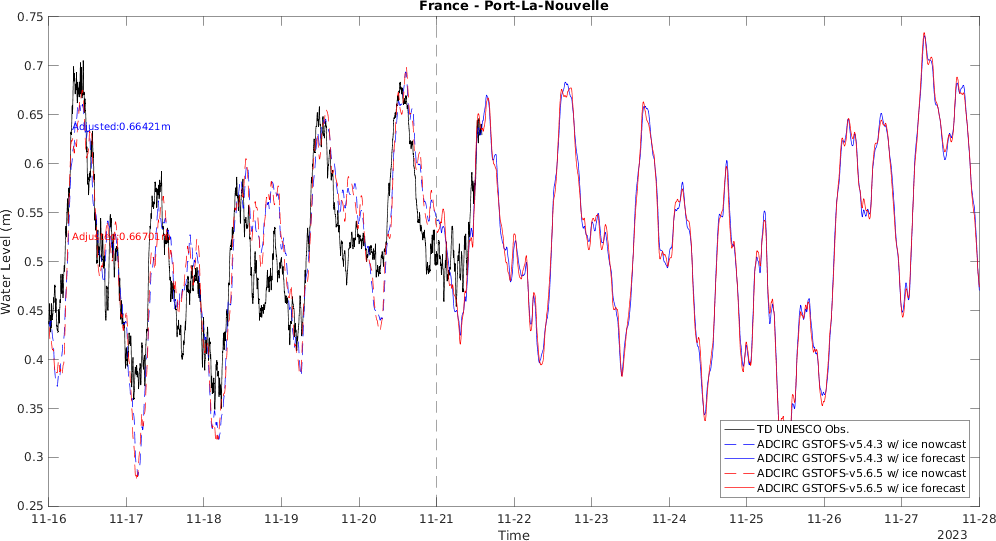 France - Port-La-Nouvelle
Water Level (m)
0.75
0.7
0.65
0.6
0.55
0.5
0.45
0.4
0.35
0.3
0.25
Adjusted:0.66421m
Adjusted:0.66701m
TD UNESCO Obs.
ADCIRC GSTOFS-v5.4.3 w/ ice nowcast
ADCIRC GSTOFS-v5.4.3 w/ ice forecast
ADCIRC GSTOFS-v5.6.5 w/ ice nowcast
ADCIRC GSTOFS-v5.6.5 w/ ice forecast
11-16 11-17 11-18 11-19 11-20 11-21 11-22 11-23 11-24 11-25 11-26 11-27 11-28
Time
2023